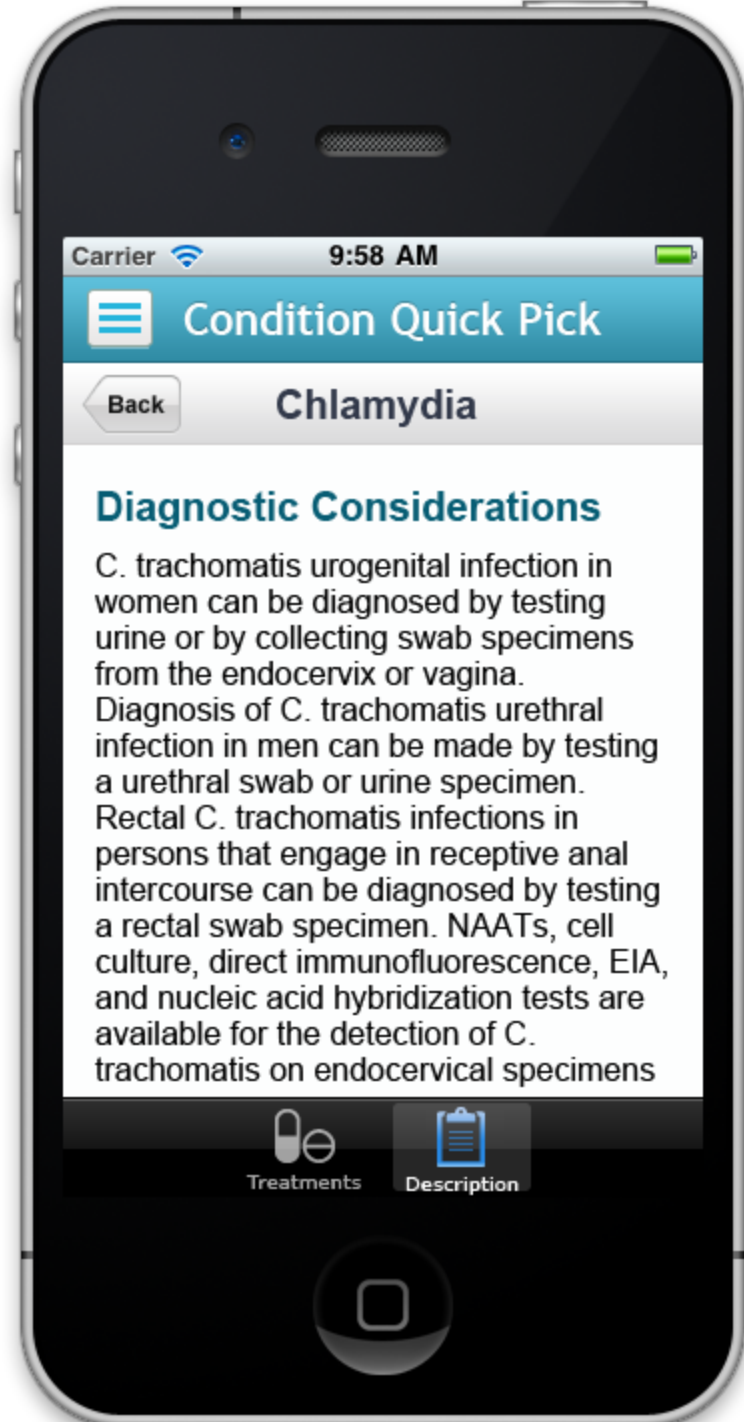 Carrier 9:58 AM
Condition Quick Pick
Back Chlamydia
Diagnostic Considerations
C. trachomatis urogenital infection in
women can be diagnosed by testing
urine or by collecting swab specimens
from the endocervix or vagina.
Diagnosis of C. trachomatis urethral
infection in men can be made by testing
a urethral swab or urine specimen.
Rectal C. trachomatis infections in
persons that engage in receptive anal
intercourse can be diagnosed by testing
a rectal swab specimen. NAATs, cell
culture, direct immunofluorescence, EIA,
and nucleic acid hybridization tests are
available for the detection of C.
trachomatis on endocervical specimens
Treatments Description